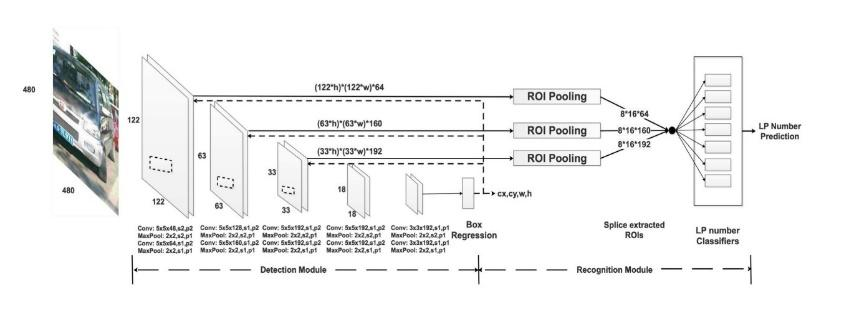 480
480
122
122
63
63
33
33
18
18
(122*h)*(122*w)*64
(63*h)*(63*w)*160
(33*h)*(33*w)*192
ROI Pooling
ROI Pooling
ROI Pooling
8*16*64
8*16*160
8*16*192
LP Number
Prediction
cx,cy,w,h
Conv: 5x5x48,s2,p2
MaxPool: 2x2,s2,p1
Conv:5x5x64,s1,p2
MaxPool: 2x2,s1,p1
Conv: 5x5x128,s1,p2
MaxPool: 2x2,s2,p1
Conv: 5x5x160,s1,p2
MaxPool: 2x2,s1,p1
Conv: 5x5x192,s1,p2
MaxPool: 2x2,s2,p1
Conv: 5x5x192,s1,p2
MaxPool: 2x2,s1,p1
Conv: 5x5x192,s1,p2
MaxPool: 2x2,s2,p1
Conv: 5x5x192,s1,p2
MaxPool: 2x2,s1,p1
Conv: 3x3x192,s1,p1
MaxPool: 2x2,s2,p1
Conv: 3x3x192,s1,p1
MaxPool: 2x2,s1,p1
Box
Regression
Splice extracted
ROIs
LP number
Classifiers
Detection Module
Recognition Module